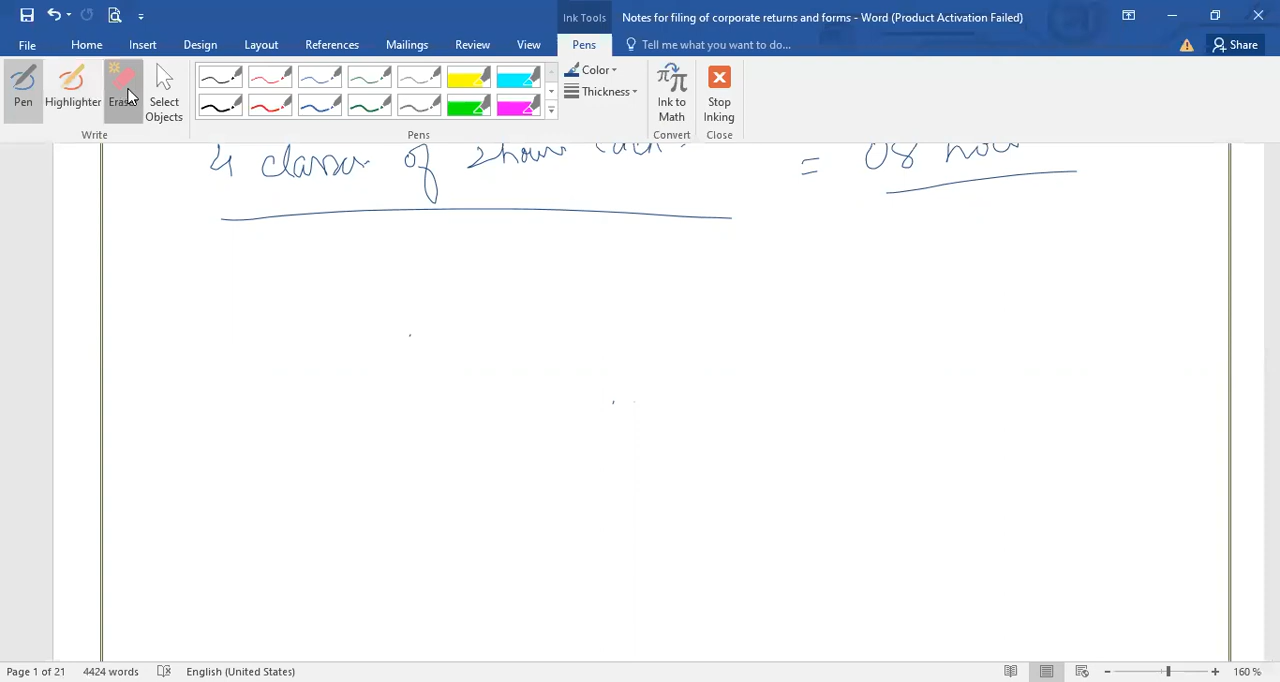 Ink Tools
Notes for filing of corporate returns and forms - Word (Product Activation Failed)
File
Home
Insert
Design
Layout
References
Mailings
Review
View
Pens
Tell me what you want to do...
Share
Pen
Highlighter
Eraser
Select
Objects
Color
Thickness
Ink to
Math
Stop
Inking
Write
Pens
Convert
Close
4 classes of 2 hours each = 08 hour
Page 1 of 21
4424 words
English (United States)
160 %